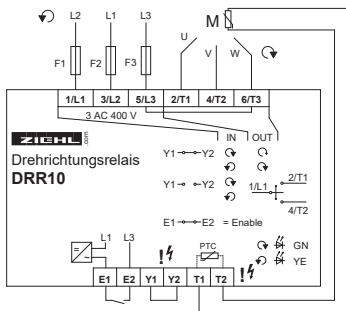 L2 L1 L3 M
U V W
F1 F2 F3
1/L1 3/L2 5/L3 2/T1 4/T2 6/T3
3 AC 400 V
IN OUT
ZIEHL .com
Drehrichtungsrelais
DRR10
Y1 Y2
Y1 Y2
2/T1
1/L1
4/T2
E1 E2 = Enable
L1 L3
PTC
GN
YE
E1 E2 Y1 Y2 T1 T2